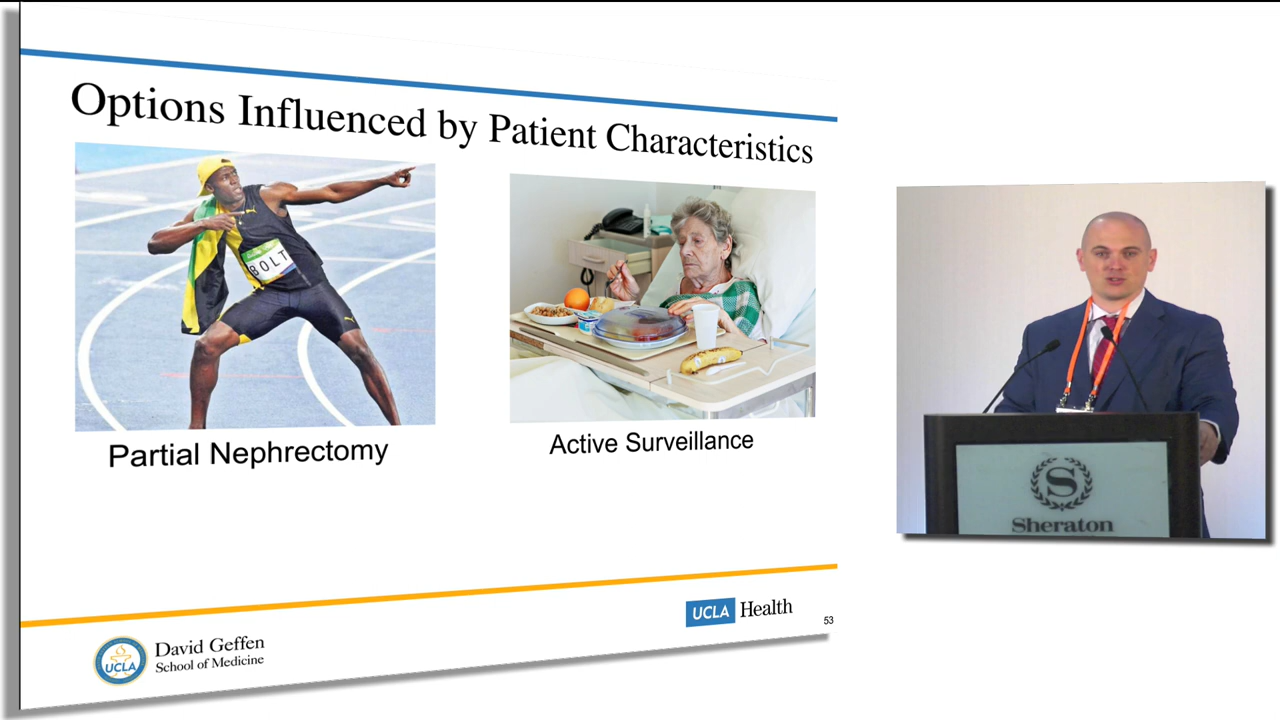 Options Influenced by Patient Characteristics
BOLT
Partial Nephrectomy
Active Surveillance
UCLA Health
53
UCLA
David Geffen
School of Medicine
S
Sheraton